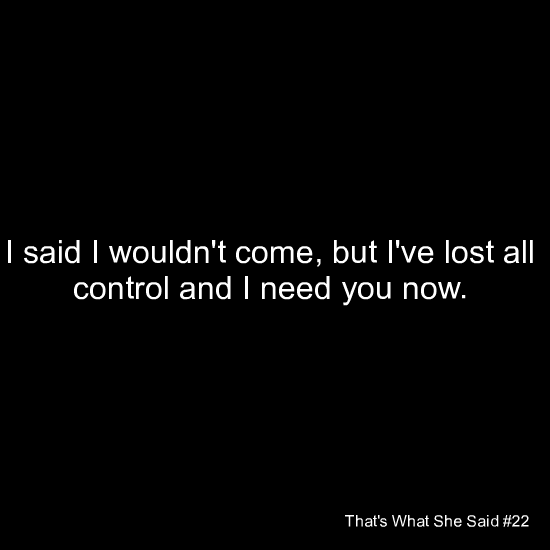 I said I wouldn't come, but I've lost all
control and I need you now.
That's What She Said #22